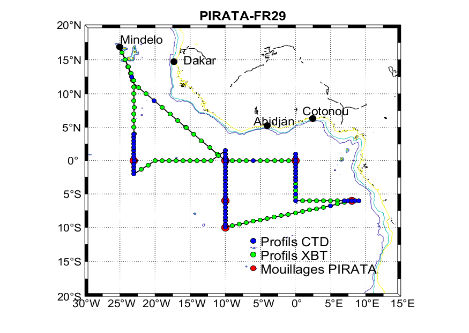 PIRATA-FR29
20°N
15°N
10°N
5°N
0°
5°S
10°S
15°S
20°S
Mindelo
Dakar
Abidjan
Cotonou
Profils CTD
Profils XBT
Mouillages PIRATA
30°W 25°W 20°W 15°W 10°W 5°W 0° 5°E 10°E 15°E